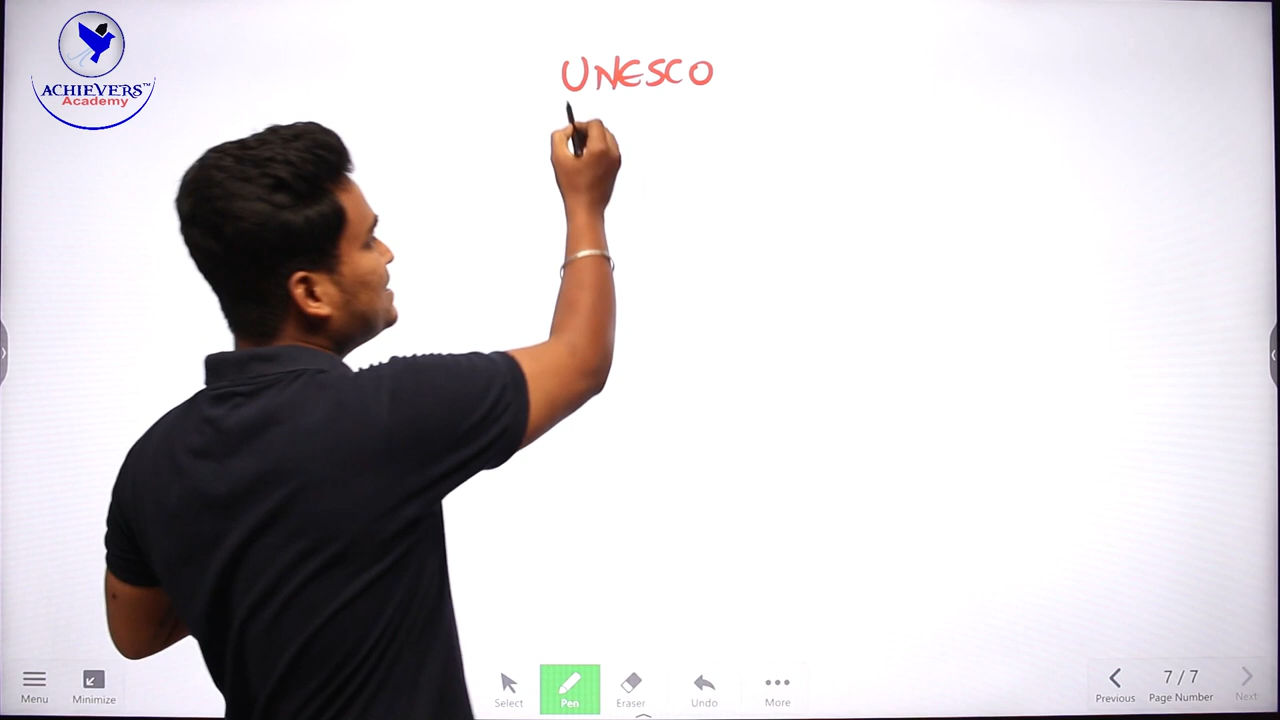 ACHIEVERS™
Academy
UNESCO
Menu
Minimize
Select
Pen
Eraser
Undo
More
Previous
7 / 7
Page Number
Next